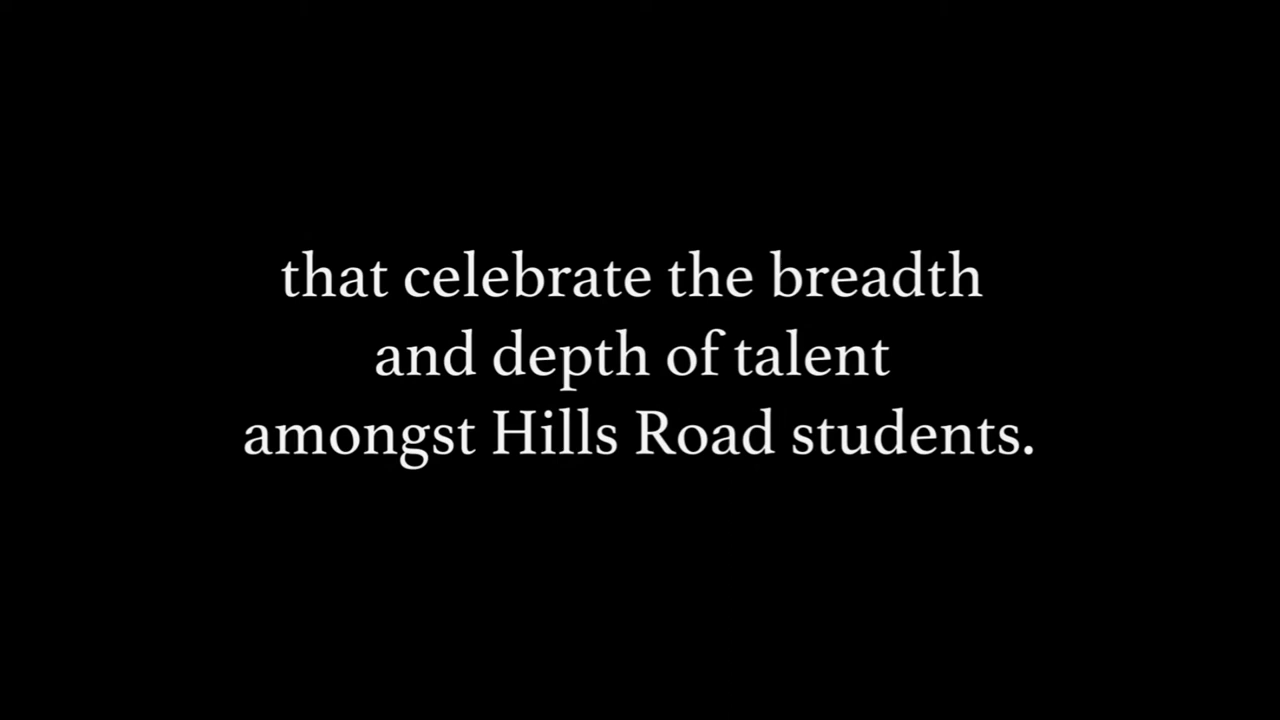 that celebrate the breadth
and depth of talent
amongst Hills Road students.